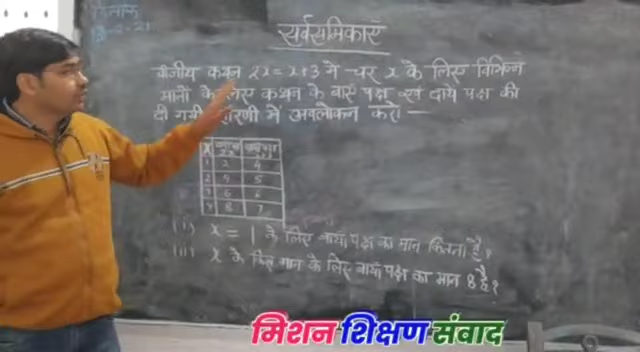 दिनांक
सर्वसमिकाएँ
बीजीय कथन 2x = x+3 में चर x के लिए विभिन्न
मानों के लिए कथन के बायें पक्ष एवं दायें पक्ष की
दी गयी सारणी में अवलोकन करो —
x
1 2 4
2 4 5
3 6 6
4 8 7
(i) x = 1 के लिए बायाँ पक्ष का मान कितना है?
(ii) x के किस मान के लिए बायाँ पक्ष का मान 8 है?
मिशन शिक्षण संवाद